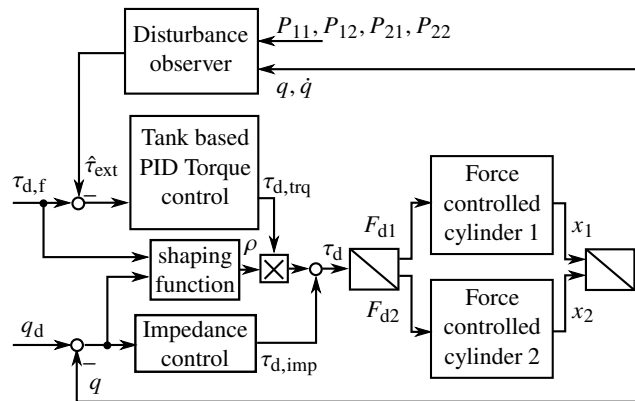 P₁₁, P₁₂, P₂₁, P₂₂
Disturbance
observer
q, q̇
τ̂ₑₓₜ
Tank based
PID Torque
control
τd,f
−
τd,trq
Force
controlled
cylinder 1
Fd1
x₁
shaping
function
ρ
τd
Fd2
x₂
Force
controlled
cylinder 2
qd
−
Impedance
control
τd,imp
q